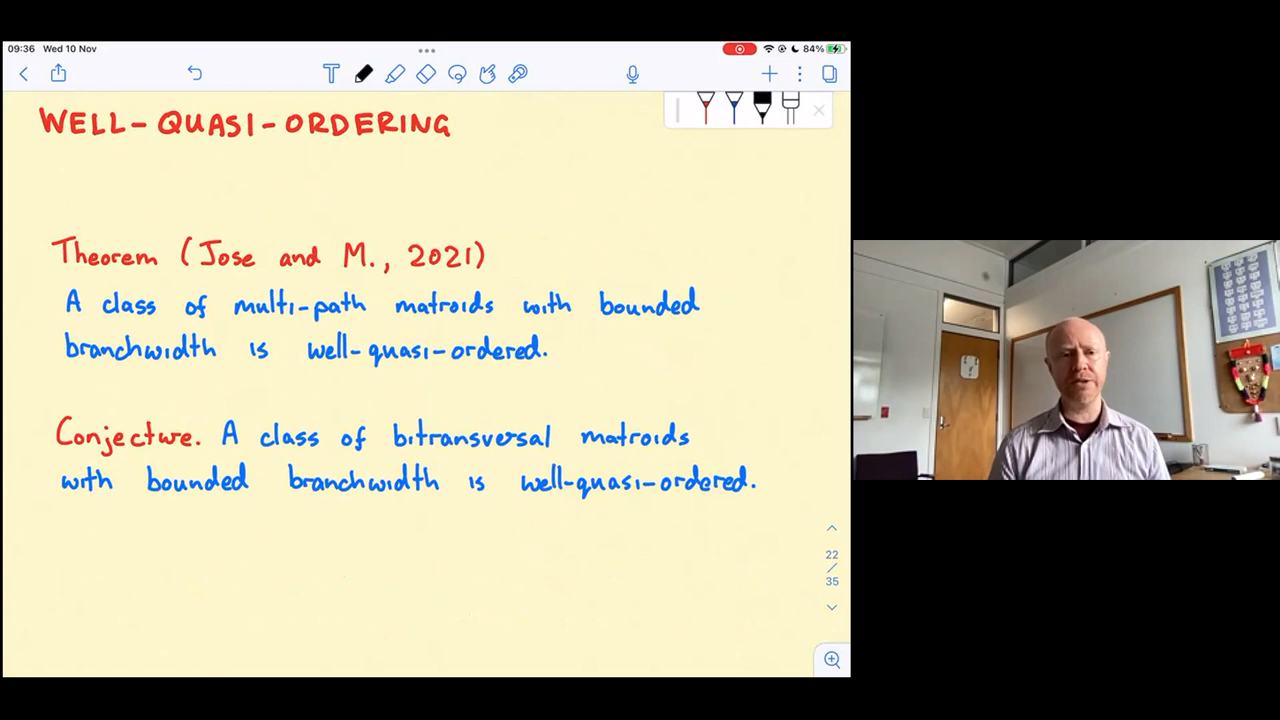 09:36 Wed 10 Nov
84%
WELL-QUASI-ORDERING
Theorem (Jose and M., 2021)
A class of multi-path matroids with bounded
branchwidth is well-quasi-ordered.
Conjecture. A class of bitransversal matroids
with bounded branchwidth is well-quasi-ordered.
22
/
35